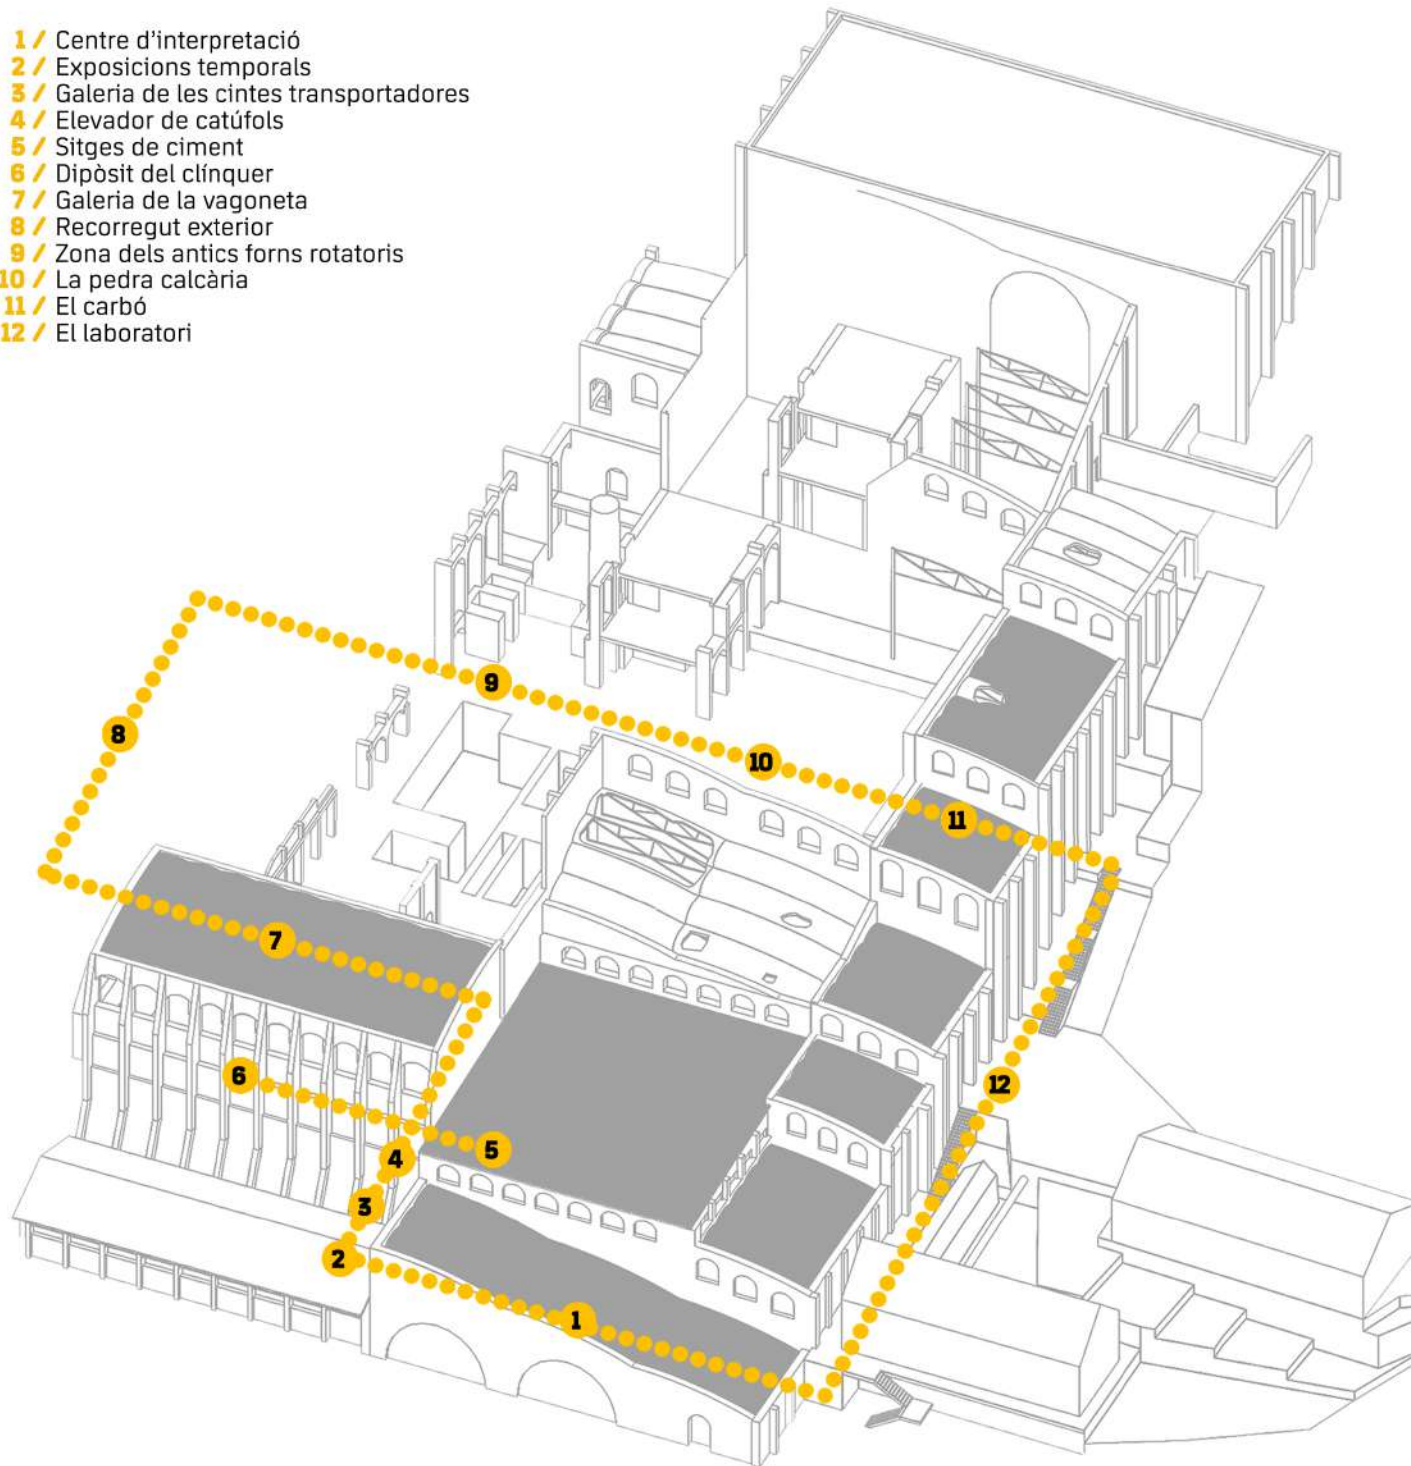 1 / Centre d'interpretació
2 / Exposicions temporals
3 / Galeria de les cintes transportadores
4 / Elevador de catúfols
5 / Sitges de ciment
6 / Dipòsit del clínquer
7 / Galeria de la vagoneta
8 / Recorregut exterior
9 / Zona dels antics forns rotatoris
10 / La pedra calcària
11 / El carbó
12 / El laboratori
9
8
10
11
7
6
12
5
4
3
2
1